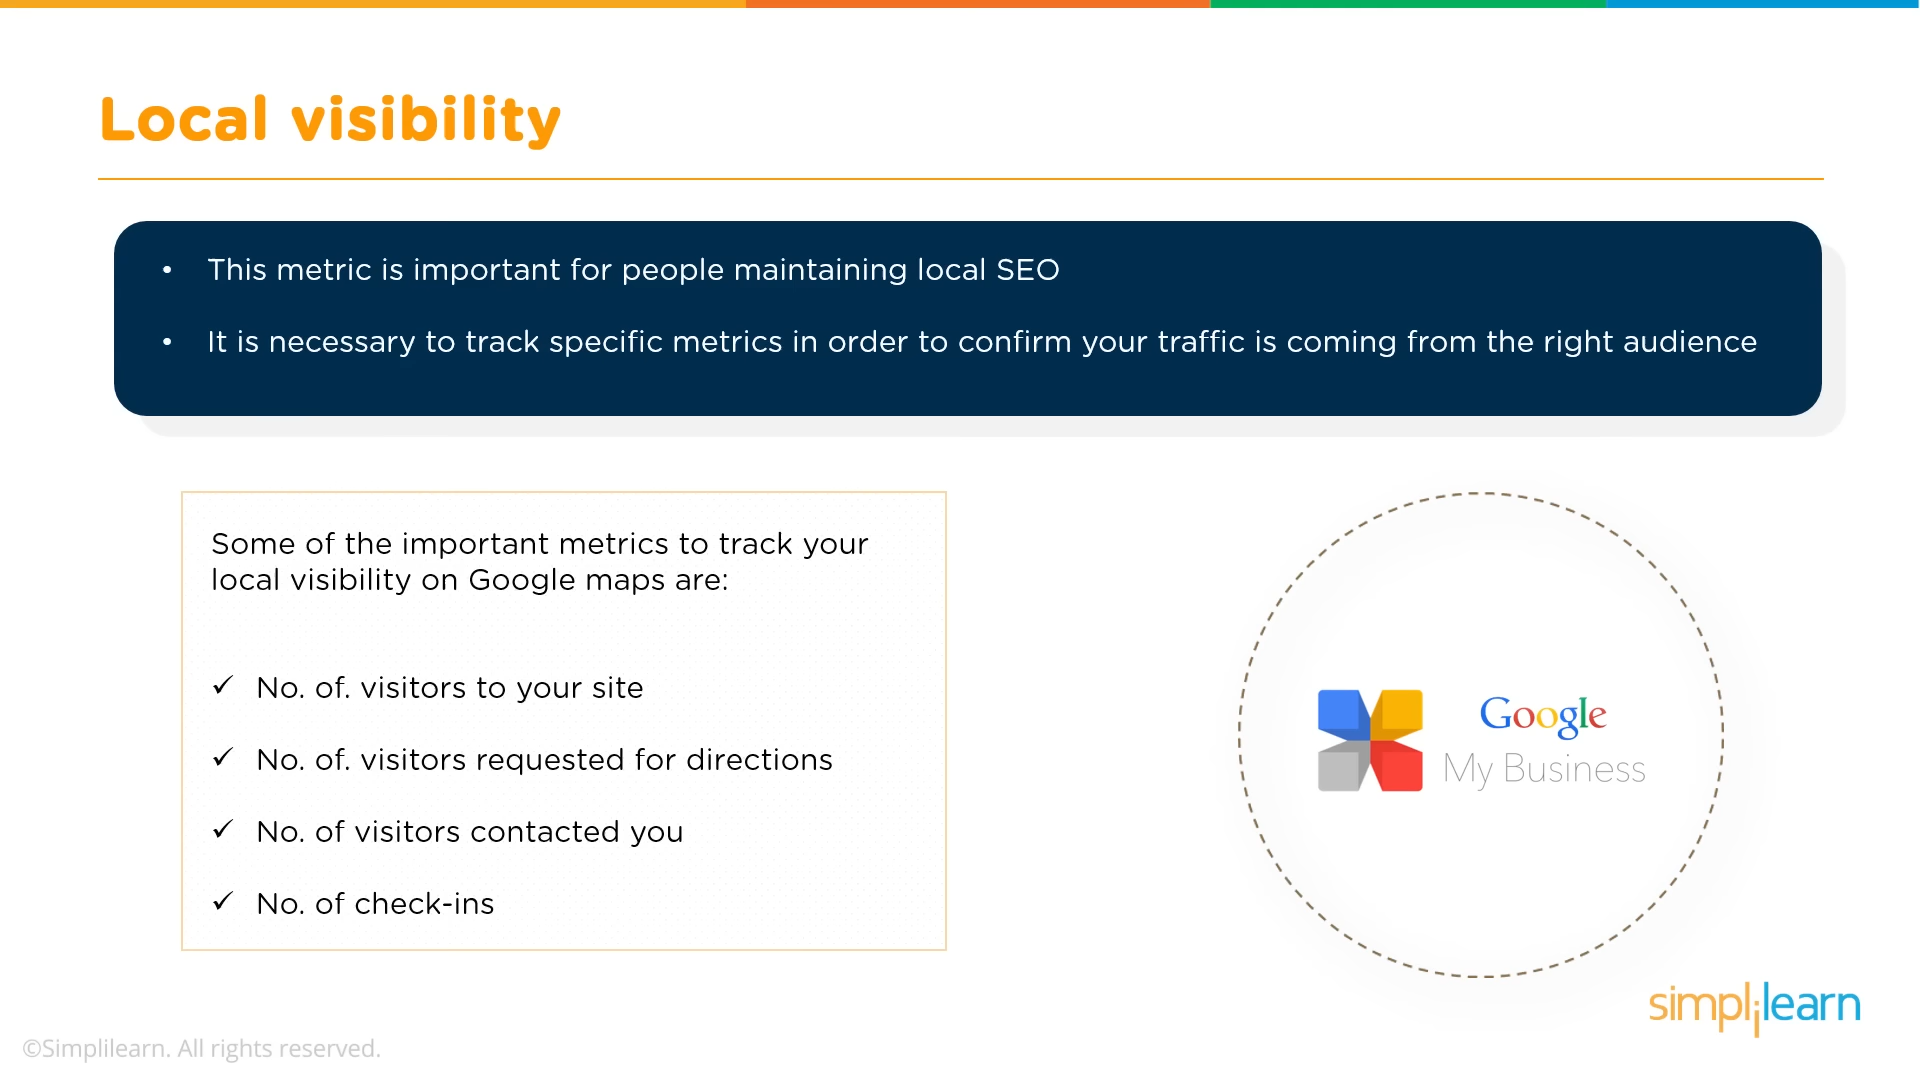 Local visibility
• This metric is important for people maintaining local SEO
• It is necessary to track specific metrics in order to confirm your traffic is coming from the right audience
Some of the important metrics to track your
local visibility on Google maps are:
✓ No. of. visitors to your site
✓ No. of. visitors requested for directions
✓ No. of visitors contacted you
✓ No. of check-ins
Google
My Business
simplilearn
©Simplilearn. All rights reserved.